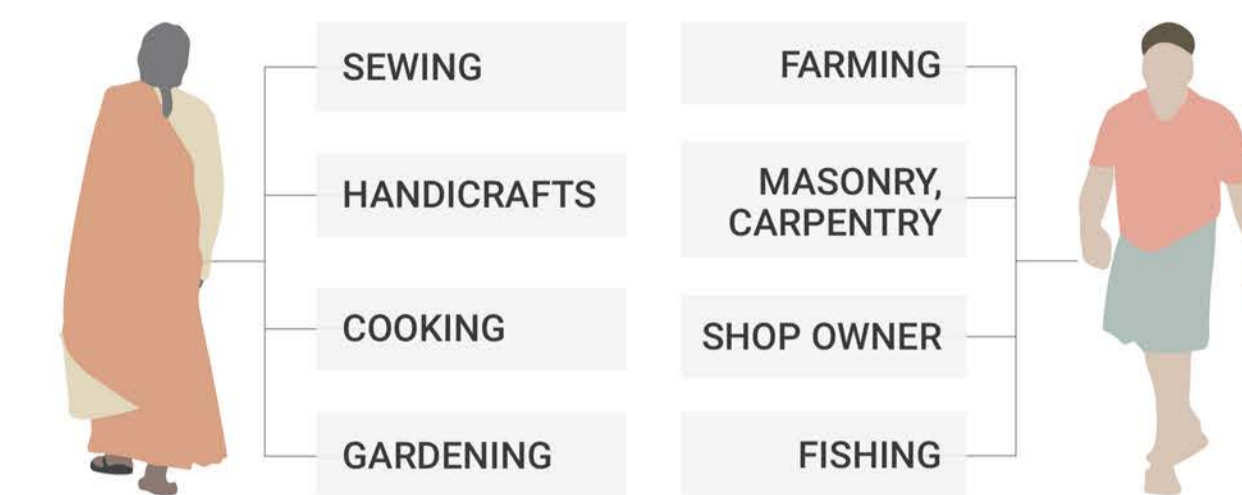 SEWING
HANDICRAFTS
COOKING
GARDENING
FARMING
MASONRY,
CARPENTRY
SHOP OWNER
FISHING